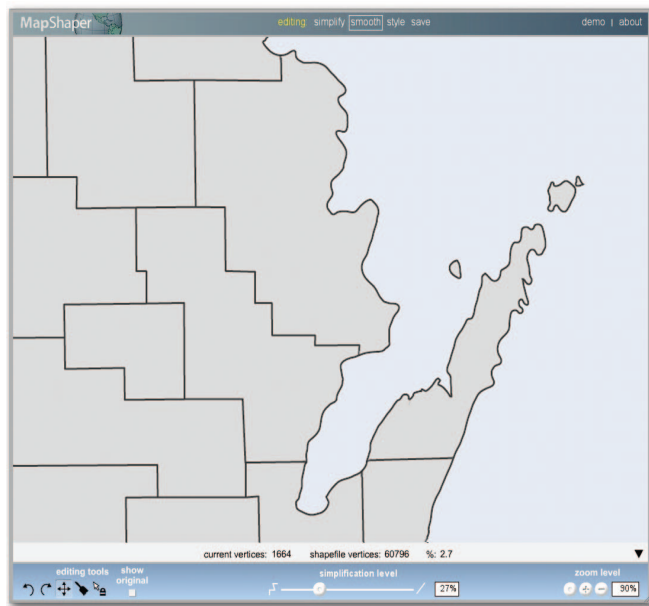 MapShaper editing: simplify smooth style save demo | about
current vertices: 1664 shapefile vertices: 60796 %: 2.7
editing tools show original simplification level 27% zoom level 90%